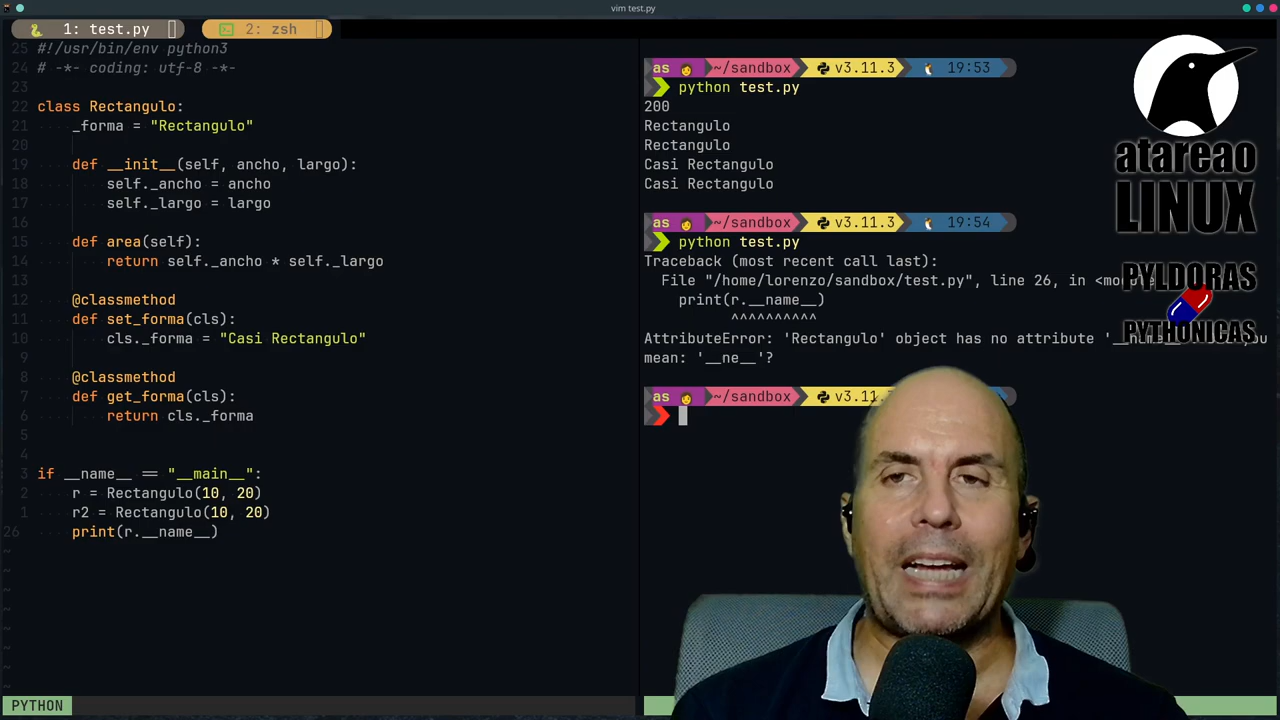 vim test.py
1: test.py
2: zsh
25 #!/usr/bin/env python3
24 # -*- coding: utf-8 -*-
23
22 class Rectangulo:
21 _forma = "Rectangulo"
20
19 def __init__(self, ancho, largo):
18 self._ancho = ancho
17 self._largo = largo
16
15 def area(self):
14 return self._ancho * self._largo
13
12 @classmethod
11 def set_forma(cls):
10 cls._forma = "Casi Rectangulo"
9
8 @classmethod
7 def get_forma(cls):
6 return cls._forma
5
4
3 if __name__ == "__main__":
2 r = Rectangulo(10, 20)
1 r2 = Rectangulo(10, 20)
26 print(r.__name__)
~
~
~
~
~
~
~
~
PYTHON
as ~/sandbox v3.11.3 19:53
python test.py
200
Rectangulo
Rectangulo
Casi Rectangulo
Casi Rectangulo
as ~/sandbox v3.11.3 19:54
python test.py
Traceback (most recent call last):
File "/home/lorenzo/sandbox/test.py", line 26, in
print(r.__name__)
^^^^^^^^^^
AttributeError: 'Rectangulo' object has no attribute
mean: '__ne__'?
as ~/sandbox v3.11.
atareao
LINUX
PYLDORAS
PYTHONICAS